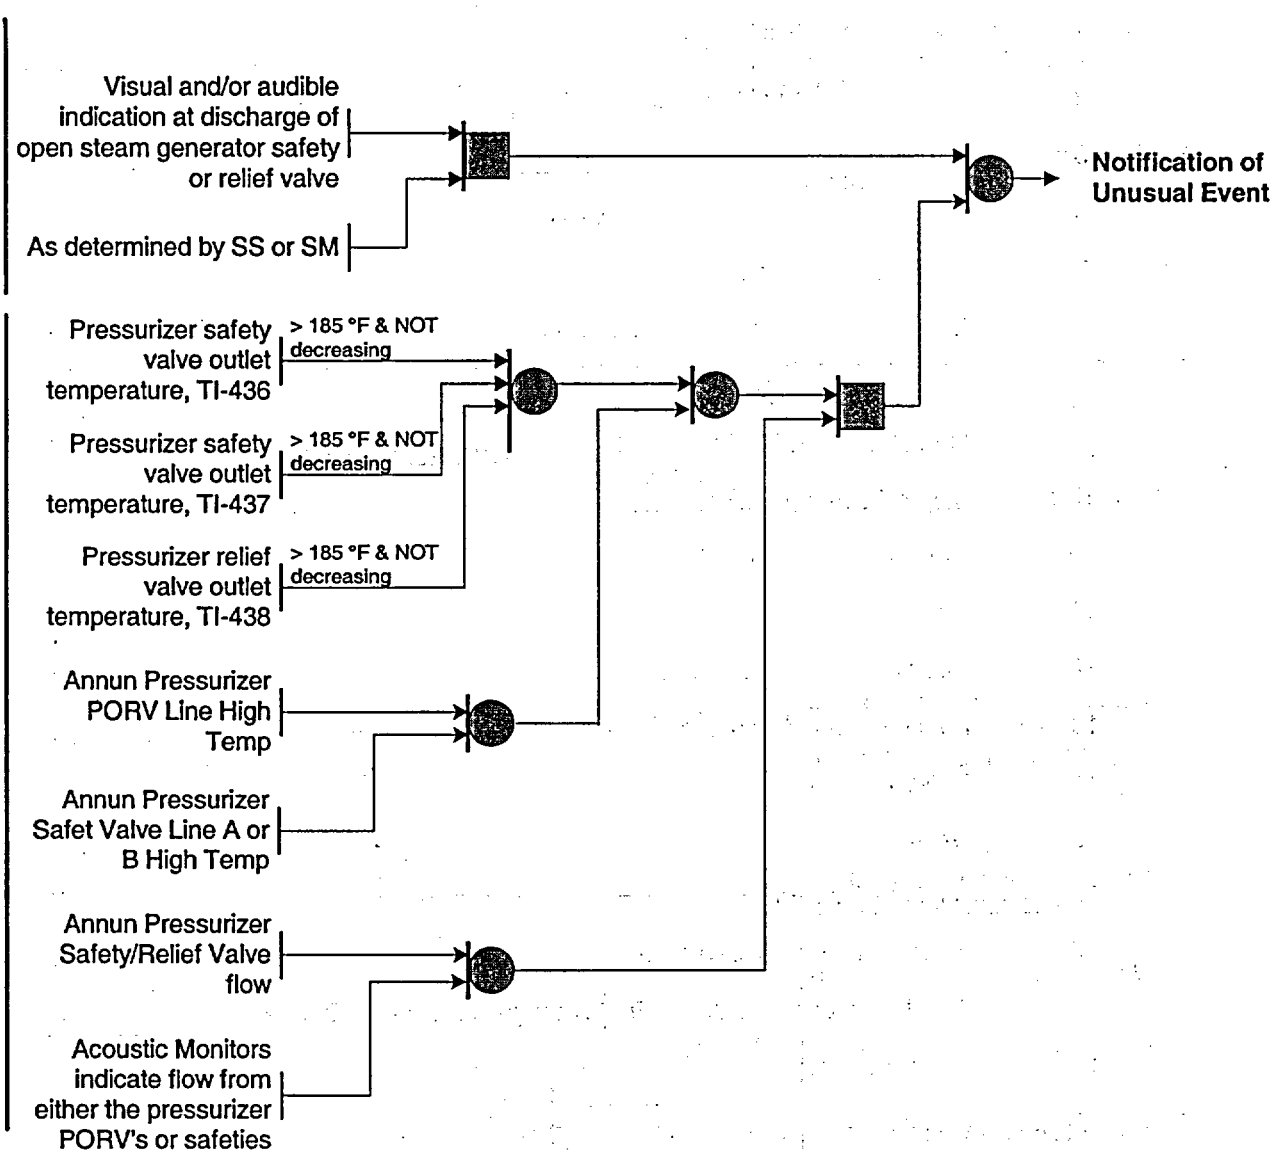 Visual and/or audible
indication at discharge of
open steam generator safety
or relief valve
As determined by SS or SM
Notification of
Unusual Event
Pressurizer safety
valve outlet
temperature, TI-436
> 185 °F & NOT
decreasing
Pressurizer safety
valve outlet
temperature, TI-437
> 185 °F & NOT
decreasing
Pressurizer relief
valve outlet
temperature, TI-438
> 185 °F & NOT
decreasing
Annun Pressurizer
PORV Line High
Temp
Annun Pressurizer
Safet Valve Line A or
B High Temp
Annun Pressurizer
Safety/Relief Valve
flow
Acoustic Monitors
indicate flow from
either the pressurizer
PORV's or safeties